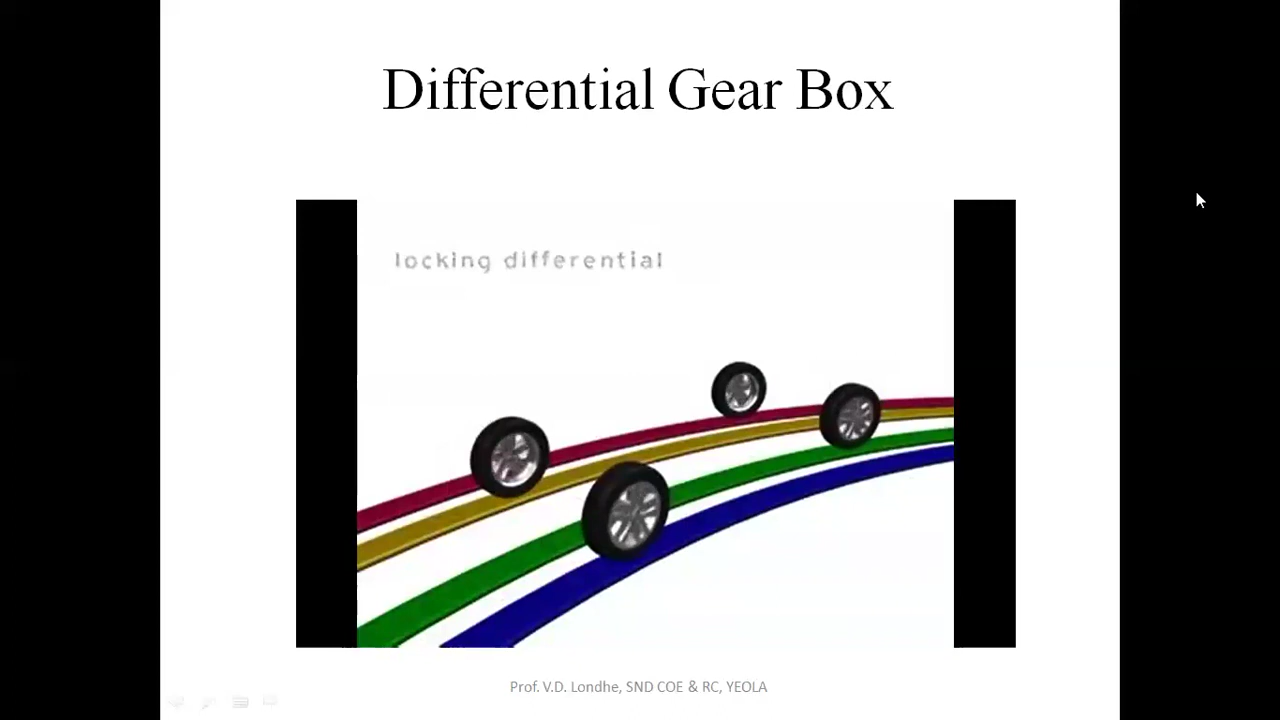 Differential Gear Box
locking differential
Prof. V.D. Londhe, SND COE & RC, YEOLA